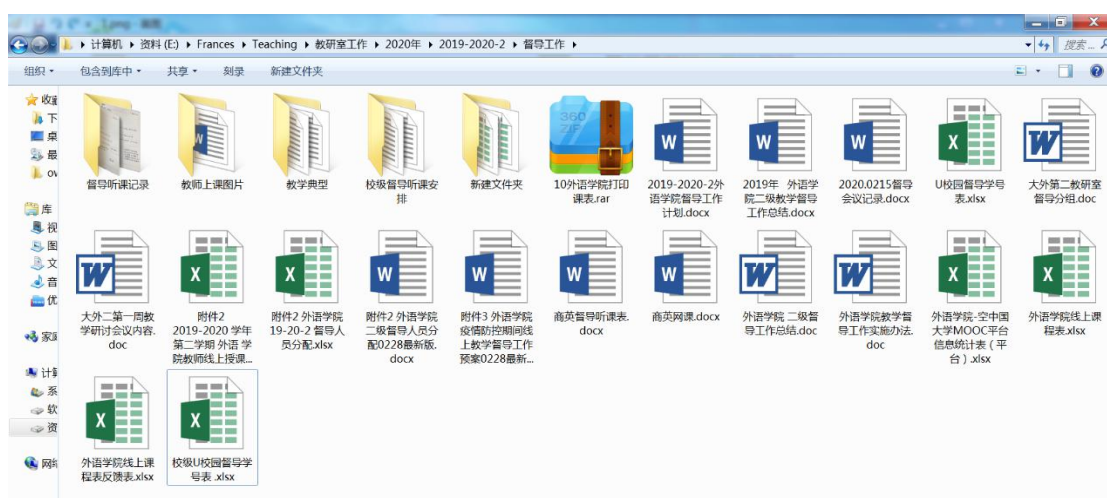 计算机 ▸ 资料 (E:) ▸ Frances ▸ Teaching ▸ 教研室工作 ▸ 2020年 ▸ 2019-2020-2 ▸ 督导工作 ▸
搜索...
组织
包含到库中
共享
刻录
新建文件夹
收藏
下
桌
最
库
视
图
文
音
优
家庭
计算
系
软
资
网络
督导听课记录
教师上课图片
教学典型
校级督导听课安
排
新建文件夹
360
ZIP
10外语学院打印
课表.rar
2019-2020-2外
语学院督导工作
计划.docx
2019年 外语学
院二级教学督导
工作总结.docx
2020.0215督导
会议记录.docx
U校园督导学号
表.xlsx
大外第二教研室
督导分组.doc
大外二第一周教
学研讨会议内容.
doc
附件2
2019-2020 学年
第二学期 外语 学
院教师线上授课...
附件2 外语学院
19-20-2 督导人
员分配.xlsx
附件2 外语学院
二级督导人员分
配0228最新版.
docx
附件3 外语学院
疫情防控期间线
上教学督导工作
预案0228最新...
商英督导听课表.
docx
商英网课.docx
外语学院 二级督
导工作总结.doc
外语学院教学督
导工作实施办法.
doc
外语学院-空中国
大学MOOC平台
信息统计表（平
台）.xlsx
外语学院线上课
程表.xlsx
外语学院线上课
程表反馈表.xlsx
校级U校园督导学
号表 .xlsx